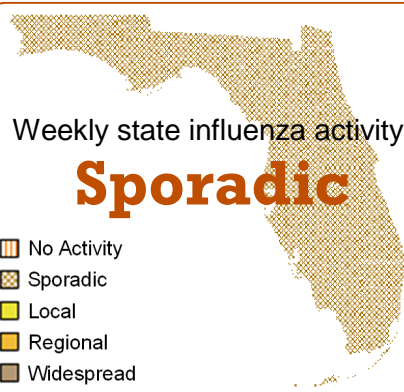 Weekly state influenza activity
Sporadic
No Activity
Sporadic
Local
Regional
Widespread